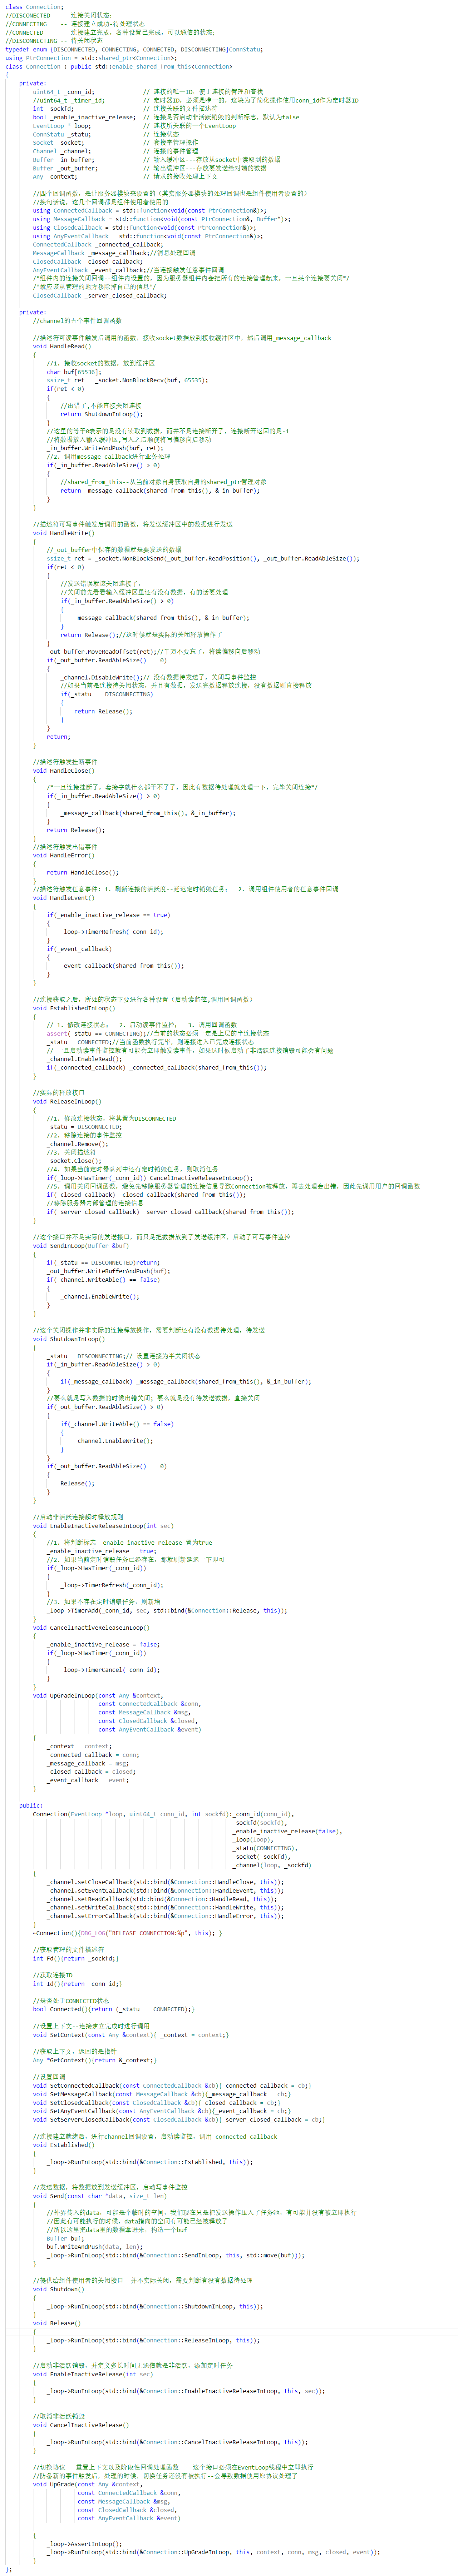 class Connection;
//DISCONECTED   -- 连接关闭状态;
//CONNECTING    -- 连接建立成功-待处理状态
//CONNECTED     -- 连接建立完成, 各种设置已完成, 可以通信的状态;
//DISCONNECTING -- 待关闭状态
typedef enum {DISCONNECTED, CONNECTING, CONNECTED, DISCONNECTING}ConnStatu;
using PtrConnection = std::shared_ptr<Connection>;
class Connection : public std::enable_shared_from_this<Connection>
{
    private:
        uint64_t _conn_id;              // 连接的唯一ID, 便于连接的管理和查找
        //uint64_t _timer_id;           // 定时器ID, 必须是唯一的, 这块为了简化操作使用conn_id作为定时器ID
        int _sockfd;                    // 连接关联的文件描述符
        bool _enable_inactive_release;  // 连接是否启动非活跃销毁的判断标志, 默认为false
        EventLoop *_loop;               // 连接所关联的一个EventLoop
        ConnStatu _statu;               // 连接状态
        Socket _socket;                 // 套接字管理操作
        Channel _channel;               // 连接的事件管理
        Buffer _in_buffer;              // 输入缓冲区---存放从socket中读取到的数据
        Buffer _out_buffer;             // 输出缓冲区---存放要发送给对端的数据
        Any _context;                   // 请求的接收处理上下文

        //四个回调函数, 是让服务器模块来设置的 (其实服务器模块的处理回调也是组件使用者设置的)
        //换句话说, 这几个回调都是组件使用者使用的
        using ConnectedCallback = std::function<void(const PtrConnection&)>;
        using MessageCallback = std::function<void(const PtrConnection&, Buffer*)>;
        using ClosedCallback = std::function<void(const PtrConnection&)>;
        using AnyEventCallback = std::function<void(const PtrConnection&)>;
        ConnectedCallback _connected_callback;
        MessageCallback _message_callback;//消息处理回调
        ClosedCallback _closed_callback;
        AnyEventCallback _event_callback;//当连接触发任意事件回调
        /*组件内的连接关闭回调--组件内设置的, 因为服务器组件内会把所有的连接管理起来, 一旦某个连接要关闭*/
        /*就应该从管理的地方移除掉自己的信息*/
        ClosedCallback _server_closed_callback;

    private:
        //channel的五个事件回调函数

        //描述符可读事件触发后调用的函数, 接收socket数据放到接收缓冲区中, 然后调用_message_callback
        void HandleRead()
        {
            //1. 接收socket的数据, 放到缓冲区
            char buf[65536];
            ssize_t ret = _socket.NonBlockRecv(buf, 65535);
            if(ret < 0)
            {
                //出错了,不能直接关闭连接
                return ShutdownInLoop();
            }
            //这里的等于0表示的是没有读取到数据, 而并不是连接断开了, 连接断开返回的是-1
            //将数据放入输入缓冲区,写入之后顺便将写偏移向后移动
            _in_buffer.WriteAndPush(buf, ret);
            //2. 调用message_callback进行业务处理
            if(_in_buffer.ReadAbleSize() > 0)
            {
                //shared_from_this--从当前对象自身获取自身的shared_ptr管理对象
                return _message_callback(shared_from_this(), &_in_buffer);
            }
        }

        //描述符可写事件触发后调用的函数, 将发送缓冲区中的数据进行发送
        void HandleWrite()
        {
            //_out_buffer中保存的数据就是要发送的数据
            ssize_t ret = _socket.NonBlockSend(_out_buffer.ReadPosition(), _out_buffer.ReadAbleSize());
            if(ret < 0)
            {
                //发送错误就该关闭连接了,
                //关闭前先看看输入缓冲区里还有没有数据, 有的话要处理
                if(_in_buffer.ReadAbleSize() > 0)
                {
                    _message_callback(shared_from_this(), &_in_buffer);
                }
                return Release();//这时候就是实际的关闭释放操作了
            }
            _out_buffer.MoveReadOffset(ret);//千万不要忘了, 将读偏移向后移动
            if(_out_buffer.ReadAbleSize() == 0)
            {
                _channel.DisableWrite();// 没有数据待发送了, 关闭写事件监控
                //如果当前是连接待关闭状态, 并且有数据, 发送完数据释放连接, 没有数据则直接释放
                if(_statu == DISCONNECTING)
                {
                    return Release();
                }
            }
            return;
        }

        //描述符触发挂断事件
        void HandleClose()
        {
            /*一旦连接挂断了, 套接字就什么都干不了了, 因此有数据待处理就处理一下, 完毕关闭连接*/
            if(_in_buffer.ReadAbleSize() > 0)
            {
                _message_callback(shared_from_this(), &_in_buffer);
            }
            return Release();
        }
        //描述符触发出错事件
        void HandleError()
        {
            return HandleClose();
        }
        //描述符触发任意事件: 1. 刷新连接的活跃度--延迟定时销毁任务;  2. 调用组件使用者的任意事件回调
        void HandleEvent()
        {
            if(_enable_inactive_release == true)
            {
                _loop->TimerRefresh(_conn_id);
            }
            if(_event_callback)
            {
                _event_callback(shared_from_this());
            }
        }

        //连接获取之后, 所处的状态下要进行各种设置 (启动读监控,调用回调函数)
        void EstablishedInLoop()
        {
            // 1. 修改连接状态;  2. 启动读事件监控;  3. 调用回调函数
            assert(_statu == CONNECTING);//当前的状态必须一定是上层的半连接状态
            _statu = CONNECTED;//当前函数执行完毕, 则连接进入已完成连接状态
            // 一旦启动读事件监控就有可能会立即触发读事件, 如果这时候启动了非活跃连接销毁可能会有问题
            _channel.EnableRead();
            if(_connected_callback) _connected_callback(shared_from_this());
        }

        //实际的释放接口
        void ReleaseInLoop()
        {
            //1. 修改连接状态, 将其置为DISCONNECTED
            _statu = DISCONNECTED;
            //2. 移除连接的事件监控
            _channel.Remove();
            //3. 关闭描述符
            _socket.Close();
            //4. 如果当前定时器队列中还有定时销毁任务, 则取消任务
            if(_loop->HasTimer(_conn_id)) CancelInactiveReleaseInLoop();
            //5. 调用关闭回调函数, 避免先移除服务器管理的连接信息导致Connection被释放, 再去处理会出错, 因此先调用用户的回调函数
            if(_closed_callback) _closed_callback(shared_from_this());
            //移除服务器内部管理的连接信息
            if(_server_closed_callback) _server_closed_callback(shared_from_this());
        }

        //这个接口并不是实际的发送接口, 而只是把数据放到了发送缓冲区, 启动了可写事件监控
        void SendInLoop(Buffer &buf)
        {
            if(_statu == DISCONNECTED)return;
            _out_buffer.WriteBufferAndPush(buf);
            if(_channel.WriteAble() == false)
            {
                _channel.EnableWrite();
            }
        }

        //这个关闭操作并非实际的连接释放操作, 需要判断还有没有数据待处理, 待发送
        void ShutdownInLoop()
        {
            _statu = DISCONNECTING;// 设置连接为半关闭状态
            if(_in_buffer.ReadAbleSize() > 0)
            {
                if(_message_callback) _message_callback(shared_from_this(), &_in_buffer);
            }
            //要么就是写入数据的时候出错关闭; 要么就是没有待发送数据, 直接关闭
            if(_out_buffer.ReadAbleSize() > 0)
            {
                if(_channel.WriteAble() == false)
                {
                    _channel.EnableWrite();
                }
            }
            if(_out_buffer.ReadAbleSize() == 0)
            {
                Release();
            }
        }

        //启动非活跃连接超时释放规则
        void EnableInactiveReleaseInLoop(int sec)
        {
            //1. 将判断标志 _enable_inactive_release 置为true
            _enable_inactive_release = true;
            //2. 如果当前定时销毁任务已经存在, 那就刷新延迟一下即可
            if(_loop->HasTimer(_conn_id))
            {
                _loop->TimerRefresh(_conn_id);
            }
            //3. 如果不存在定时销毁任务, 则新增
            _loop->TimerAdd(_conn_id, sec, std::bind(&Connection::Release, this));
        }
        void CancelInactiveReleaseInLoop()
        {
            _enable_inactive_release = false;
            if(_loop->HasTimer(_conn_id))
            {
                _loop->TimerCancel(_conn_id);
            }
        }
        void UpGradeInLoop(const Any &context,
                           const ConnectedCallback &conn,
                           const MessageCallback &msg,
                           const ClosedCallback &closed,
                           const AnyEventCallback &event)
        {
            _context = context;
            _connected_callback = conn;
            _message_callback = msg;
            _closed_callback = closed;
            _event_callback = event;
        }

    public:
        Connection(EventLoop *loop, uint64_t conn_id, int sockfd):_conn_id(conn_id),
                                                                  _sockfd(sockfd),
                                                                  _enable_inactive_release(false),
                                                                  _loop(loop),
                                                                  _statu(CONNECTING),
                                                                  _socket(_sockfd),
                                                                  _channel(loop, _sockfd)
        {
            _channel.setCloseCallback(std::bind(&Connection::HandleClose, this));
            _channel.setEventCallback(std::bind(&Connection::HandleEvent, this));
            _channel.setReadCallback(std::bind(&Connection::HandleRead, this));
            _channel.setWriteCallback(std::bind(&Connection::HandleWrite, this));
            _channel.setErrorCallback(std::bind(&Connection::HandleError, this));
        }
        ~Connection(){DBG_LOG("RELEASE CONNECTION:%p", this); }

        //获取管理的文件描述符
        int Fd(){return _sockfd;}

        //获取连接ID
        int Id(){return _conn_id;}

        //是否处于CONNECTED状态
        bool Connected(){return (_statu == CONNECTED);}

        //设置上下文--连接建立完成时进行调用
        void SetContext(const Any &context){ _context = context;}

        //获取上下文, 返回的是指针
        Any *GetContext(){return &_context;}

        //设置回调
        void SetConnectedCallback(const ConnectedCallback &cb){_connected_callback = cb;}
        void SetMessageCallback(const MessageCallback &cb){_message_callback = cb;}
        void SetClosedCallback(const ClosedCallback &cb){_closed_callback = cb;}
        void SetAnyEventCallback(const AnyEventCallback &cb){_event_callback = cb;}
        void SetServerClosedCallback(const ClosedCallback &cb){_server_closed_callback = cb;}

        //连接建立就绪后, 进行channel回调设置, 启动读监控, 调用_connected_callback
        void Established()
        {
            _loop->RunInLoop(std::bind(&Connection::Established, this));
        }

        //发送数据, 将数据放到发送缓冲区, 启动写事件监控
        void Send(const char *data, size_t len)
        {
            //外界传入的data, 可能是个临时的空间, 我们现在只是把发送操作压入了任务池, 有可能并没有被立即执行
            //因此有可能执行的时候, data指向的空间有可能已经被释放了
            //所以这里把data里的数据拿进来, 构造一个buf
            Buffer buf;
            buf.WriteAndPush(data, len);
            _loop->RunInLoop(std::bind(&Connection::SendInLoop, this, std::move(buf)));
        }

        //提供给组件使用者的关闭接口--并不实际关闭, 需要判断有没有数据待处理
        void Shutdown()
        {
            _loop->RunInLoop(std::bind(&Connection::ShutdownInLoop, this));
        }
        void Release()
        {
            _loop->RunInLoop(std::bind(&Connection::ReleaseInLoop, this));
        }

        //启动非活跃销毁, 并定义多长时间无通信就是非活跃, 添加定时任务
        void EnableInactiveRelease(int sec)
        {
            _loop->RunInLoop(std::bind(&Connection::EnableInactiveReleaseInLoop, this, sec));
        }

        //取消非活跃销毁
        void CancelInactiveRelease()
        {
            _loop->RunInLoop(std::bind(&Connection::CancelInactiveReleaseInLoop, this));
        }

        //切换协议---重置上下文以及阶段性回调处理函数 -- 这个接口必须在EventLoop线程中立即执行
        //防备新的事件触发后, 处理的时候, 切换任务还没有被执行--会导致数据使用原协议处理了
        void UpGrade(const Any &context,
                     const ConnectedCallback &conn,
                     const MessageCallback &msg,
                     const ClosedCallback &closed,
                     const AnyEventCallback &event)

        {
            _loop->AssertInLoop();
            _loop->RunInLoop(std::bind(&Connection::UpGradeInLoop, this, context, conn, msg, closed, event));
        }
};